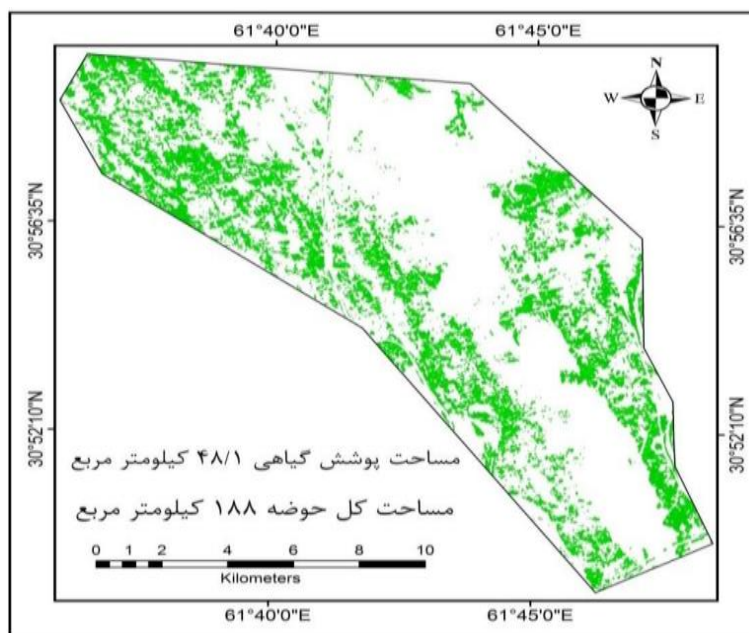 61°40'0"E 61°45'0"E
N
W E
S
30°56'35"N 30°56'35"N
30°52'10"N 30°52'10"N
مساحت پوشش گیاهی ۴۸/۱ کیلومتر مربع
مساحت کل حوضه ۱۸۸ کیلومتر مربع
0 1 2 4 6 8 10
Kilometers
61°40'0"E 61°45'0"E